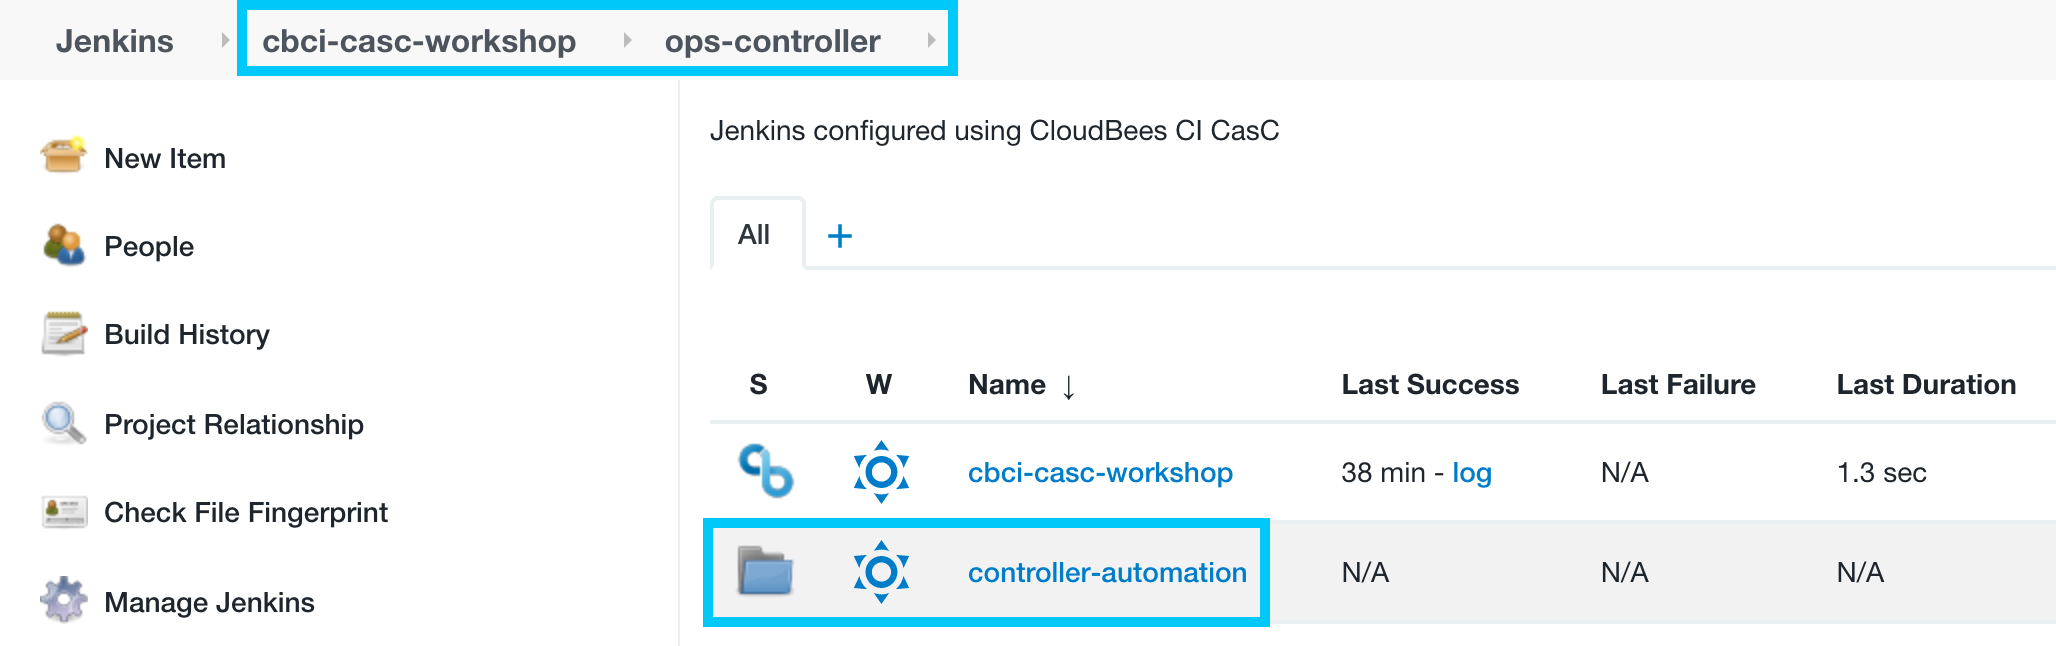 Jenkins cbci-casc-workshop ops-controller
New Item
People
Build History
Project Relationship
Check File Fingerprint
Manage Jenkins
Jenkins configured using CloudBees CI CasC
All +
S W Name ↓ Last Success Last Failure Last Duration
cbci-casc-workshop 38 min - log N/A 1.3 sec
controller-automation N/A N/A N/A